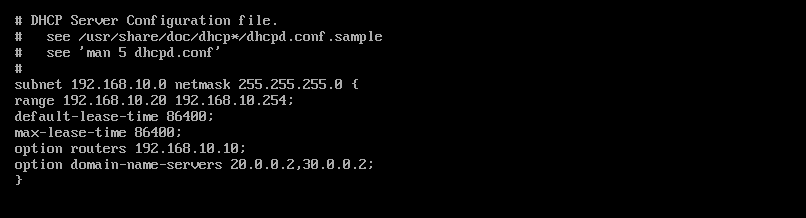 # DHCP Server Configuration file.
#   see /usr/share/doc/dhcp*/dhcpd.conf.sample
#   see 'man 5 dhcpd.conf'
#
subnet 192.168.10.0 netmask 255.255.255.0 {
range 192.168.10.20 192.168.10.254;
default-lease-time 86400;
max-lease-time 86400;
option routers 192.168.10.10;
option domain-name-servers 20.0.0.2,30.0.0.2;
}